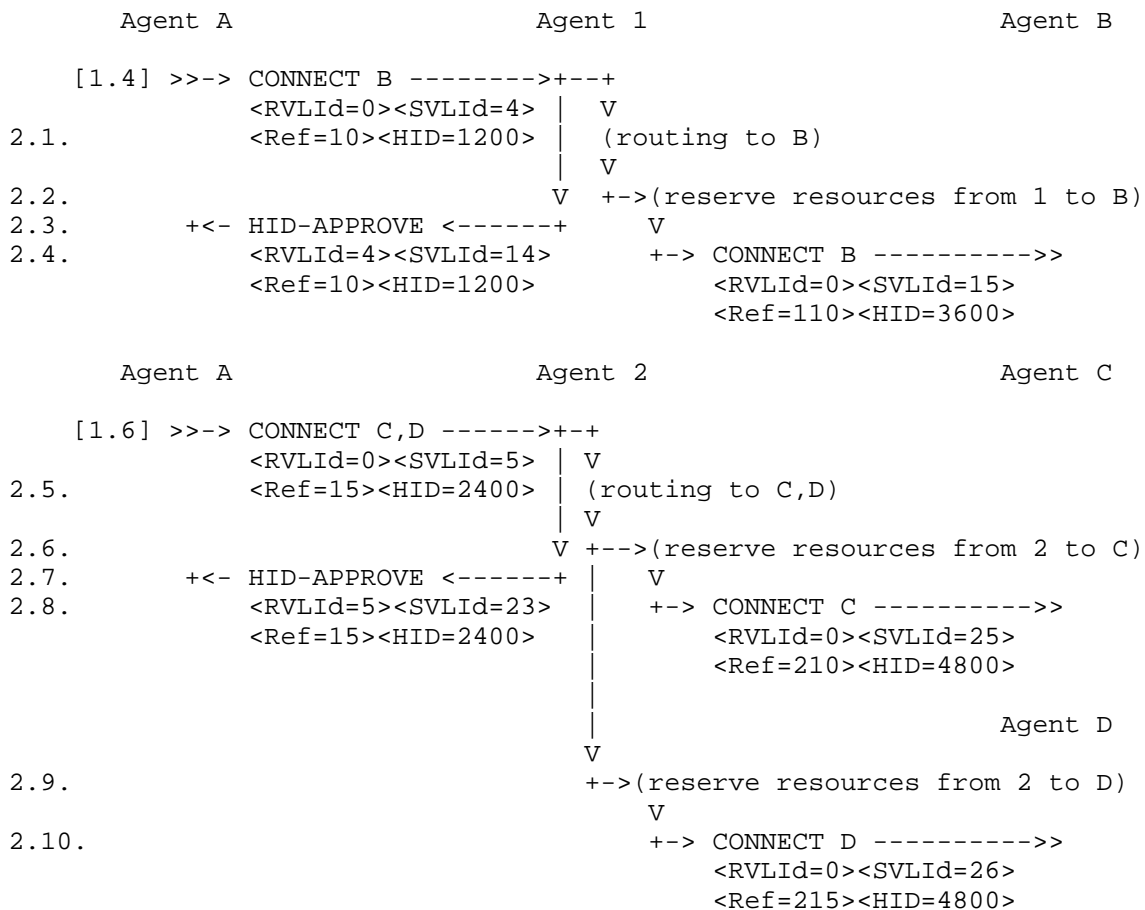 Agent A                    Agent 1                       Agent B
    [1.4] >>-> CONNECT B -------->+--+
               <RVLId=0><SVLId=4> |  V
2.1.           <Ref=10><HID=1200> |  (routing to B)
                                  |  V
2.2.                              V  +->(reserve resources from 1 to B)
2.3.       +<- HID-APPROVE <------+     V
2.4.           <RVLId=4><SVLId=14>      +-> CONNECT B ---------->>
               <Ref=10><HID=1200>           <RVLId=0><SVLId=15>
                                            <Ref=110><HID=3600>
       Agent A                    Agent 2                       Agent C
    [1.6] >>-> CONNECT C,D ------>+-+
               <RVLId=0><SVLId=5> | V
2.5.           <Ref=15><HID=2400> | (routing to C,D)
                                  | V
2.6.                              V +-->(reserve resources from 2 to C)
2.7.       +<- HID-APPROVE <------+ |   V
2.8.           <RVLId=5><SVLId=23>  |   +-> CONNECT C ---------->>
               <Ref=15><HID=2400>   |       <RVLId=0><SVLId=25>
                                    |       <Ref=210><HID=4800>
                                    |
                                    |                           Agent D
                                    V
2.9.                                +->(reserve resources from 2 to D)
                                        V
2.10.                                   +-> CONNECT D ---------->>
                                            <RVLId=0><SVLId=26>
                                            <Ref=215><HID=4800>